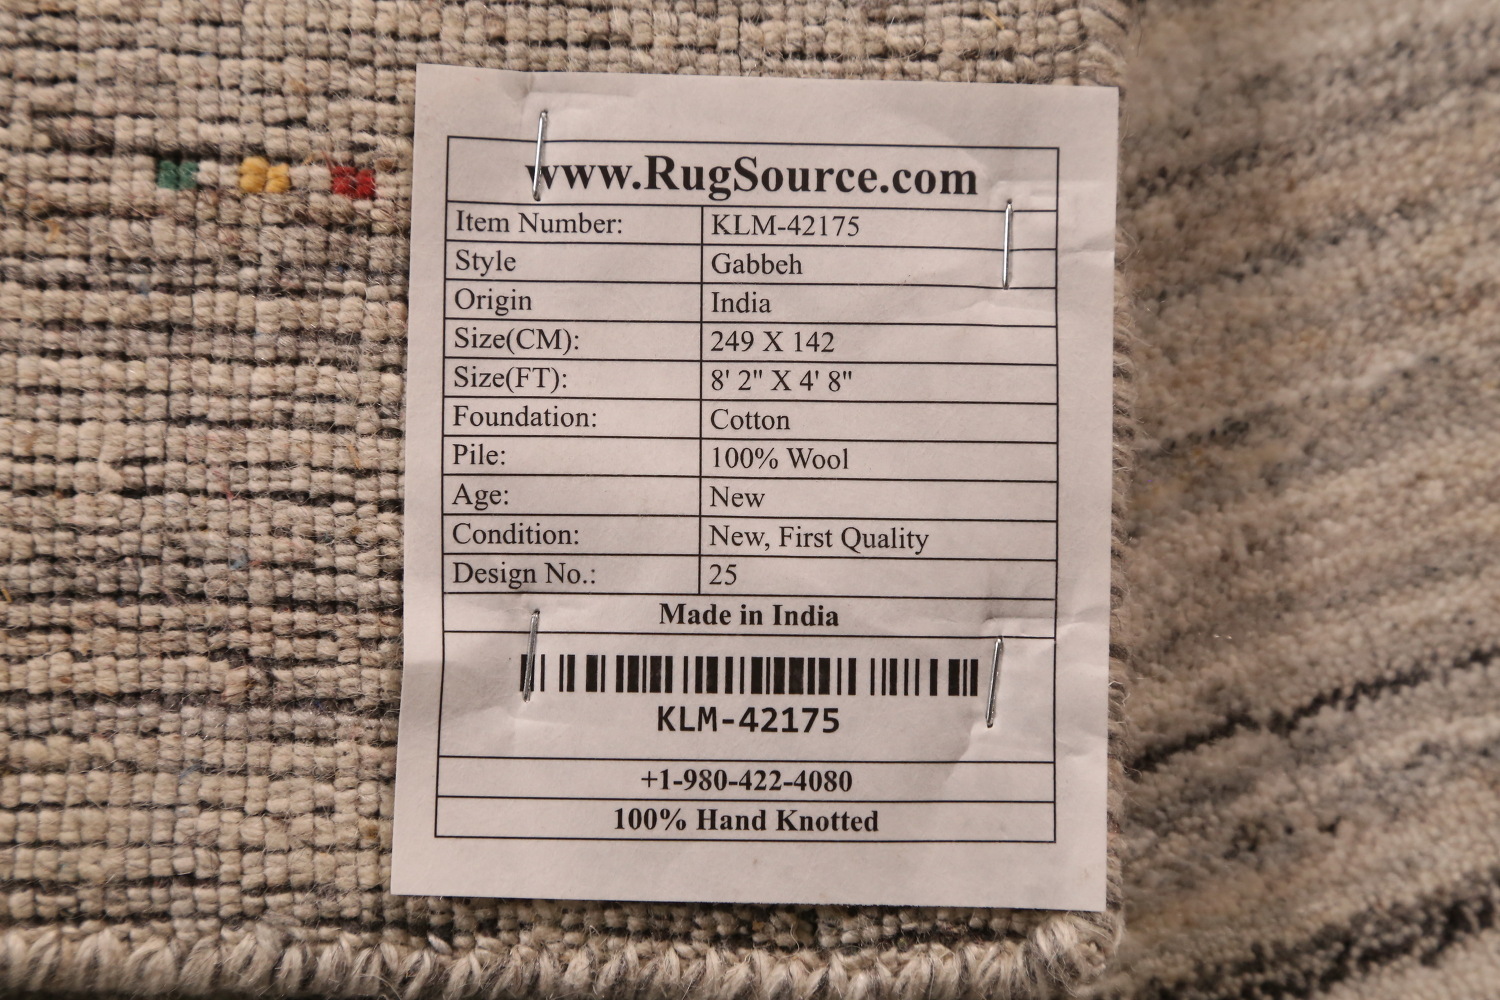 www.RugSource.com
Item Number: KLM-42175
Style Gabbeh
Origin India
Size(CM): 249 X 142
Size(FT): 8' 2" X 4' 8"
Foundation: Cotton
Pile: 100% Wool
Age: New
Condition: New, First Quality
Design No.: 25
Made in India
KLM-42175
+1-980-422-4080
100% Hand Knotted